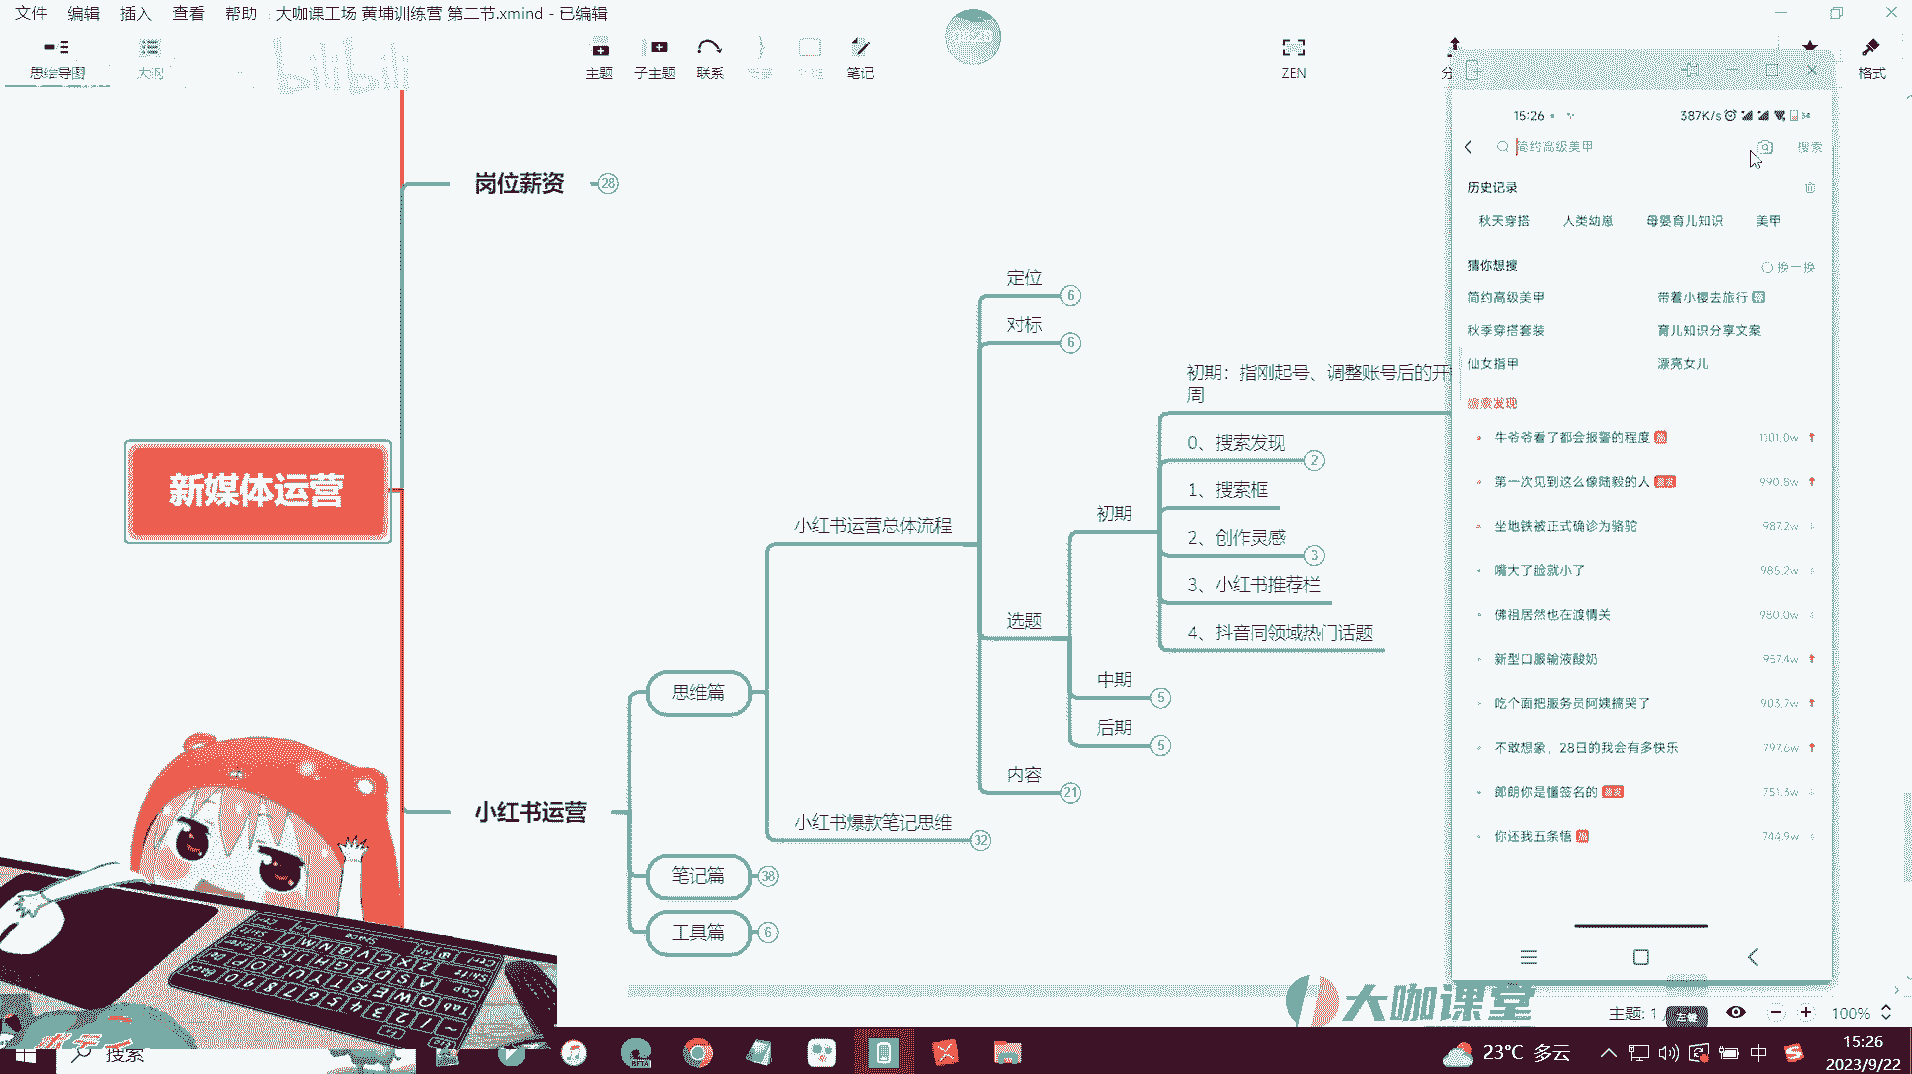 文件 编辑 插入 查看 帮助 大咖课工场 黄埔训练营 第二节.xmind - 已编辑
思维导图 大纲 主题 子主题 联系 笔记 ZEN 格式
bilibili
岗位薪资 28
新媒体运营
小红书运营
思维篇
笔记篇 38
工具篇 6
小红书运营总体流程
小红书爆款笔记思维 32
定位 6
对标 6
选题
内容 21
初期
中期 5
后期 5
初期：指刚起号、调整账号后的开
周
0、搜索发现 2
1、搜索框
2、创作灵感 3
3、小红书推荐栏
4、抖音同领域热门话题
15:26 387K/s
简约高级美甲 搜索
历史记录
秋天穿搭 人类幼崽 母婴育儿知识 美甲
猜你想搜 换一换
简约高级美甲 带着小樱去旅行
秋季穿搭套装 育儿知识分享文案
仙女指甲 漂亮女儿
搜索发现
牛爷爷看了都会报警的程度 1101.0w
第一次见到这么像陆毅的人 990.8w
坐地铁被正式确诊为骆驼 987.2w
嘴大了脸就小了 985.2w
佛祖居然也在渡情关 980.0w
新型口服输液酸奶 957.4w
吃个面把服务员阿姨搞哭了 903.7w
不敢想象，28日的我会有多快乐 797.6w
郎朗你是懂签名的 751.3w
你还我五条悟 744.9w
大咖课堂
主题: 1 / 左键 100%
搜索 BETA 23°C 多云 中 15:26
2023/9/22